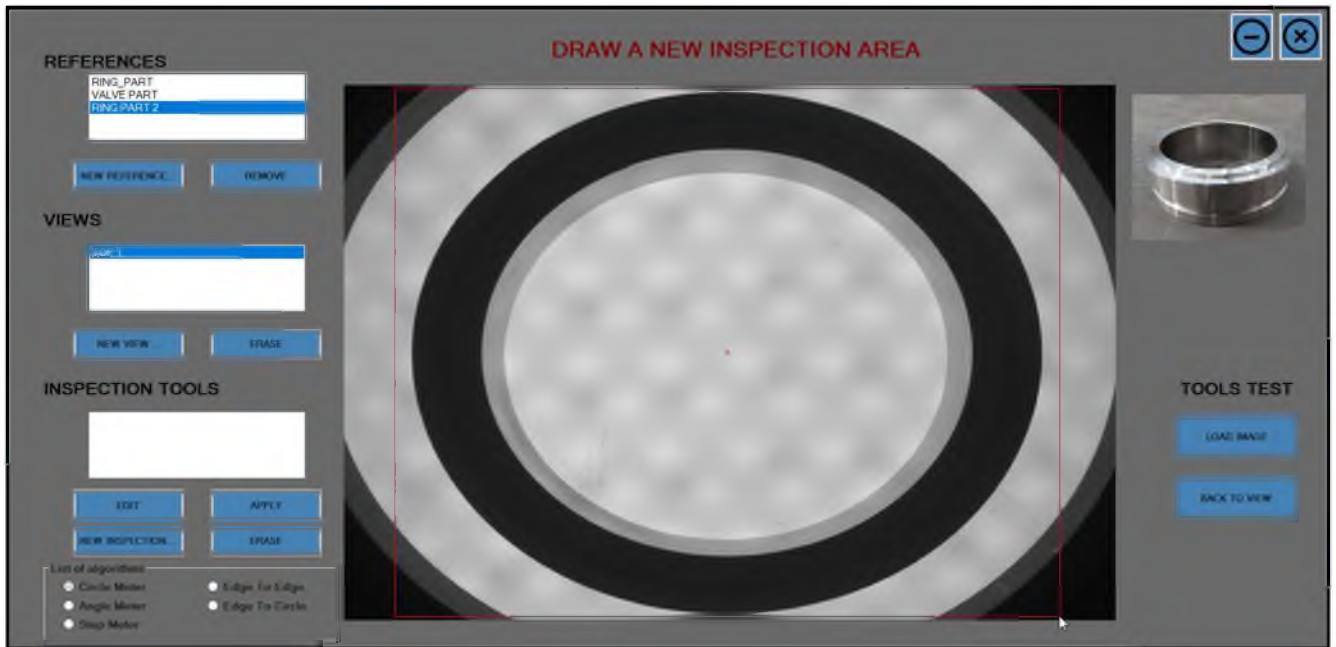 DRAW A NEW INSPECTION AREA
REFERENCES
RING_PART
VALVE PART
RING PART 2
NEW REFERENCE...
REMOVE
VIEWS
NEW VIEW ...
ERASE
INSPECTION TOOLS
EDIT
APPLY
NEW INSPECTION...
ERASE
List of algorithms
Circle Meter
Edge To Edge
Angle Meter
Edge To Circle
Step Meter
TOOLS TEST
LOAD IMAGE
BACK TO VIEW